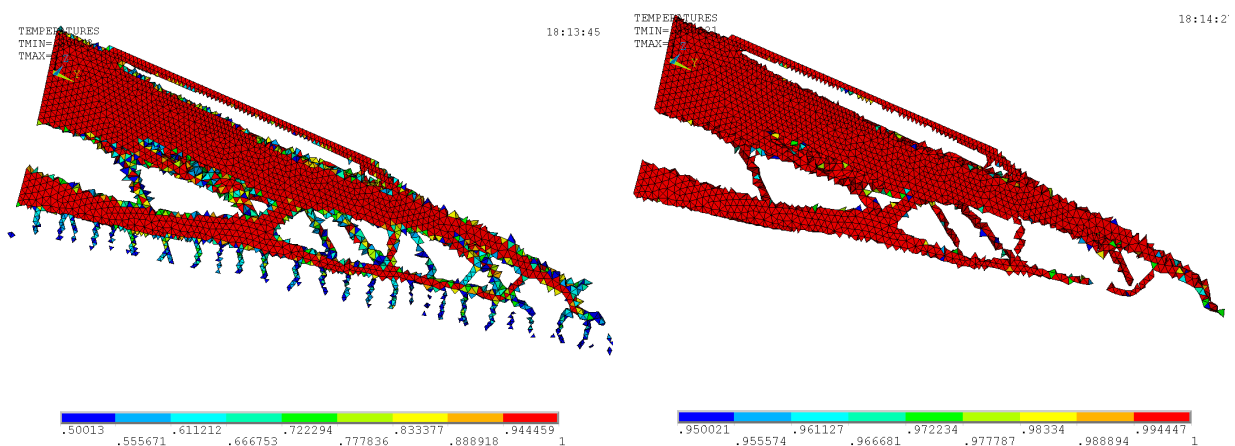 TEMPERATURES
TMIN=
TMAX=
18:13:45
.50013 .611212 .722294 .833377 .944459
.555671 .666753 .777836 .888918 1
TEMPERATURES
TMIN=
TMAX=
18:14:2
.950021 .961127 .972234 .98334 .994447
.955574 .966681 .977787 .988894 1